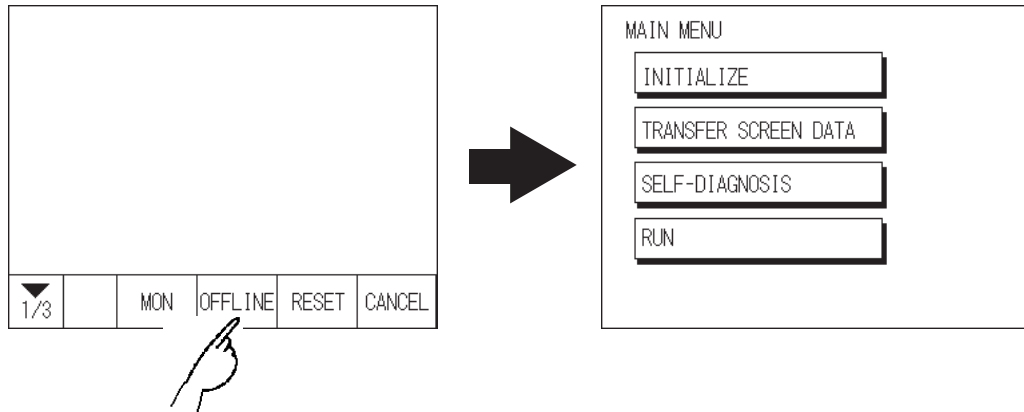 1/3 MON OFFLINE RESET CANCEL
MAIN MENU
INITIALIZE
TRANSFER SCREEN DATA
SELF-DIAGNOSIS
RUN